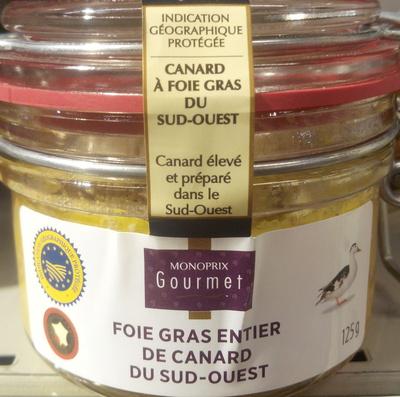 INDICATION
GÉOGRAPHIQUE
PROTÉGÉE
CANARD
À FOIE GRAS
DU
SUD-OUEST
Canard élevé
et préparé
dans le
Sud-Ouest
MONOPRIX
Gourmet
FOIE GRAS ENTIER
DE CANARD
DU SUD-OUEST
125g